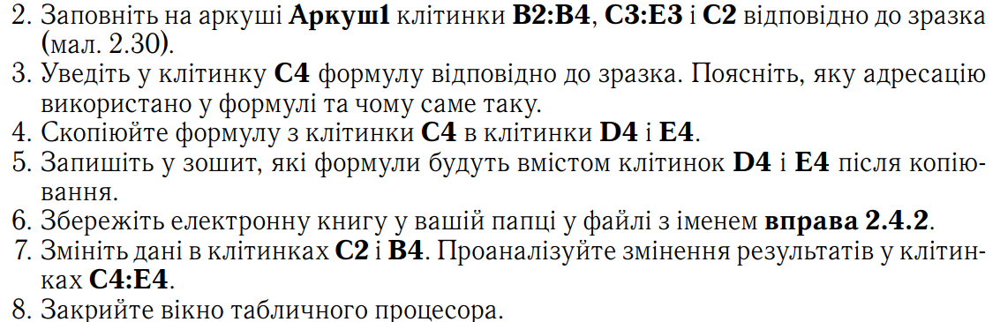 2. Заповніть на аркуші Аркуш1 клітинки B2:B4, C3:E3 і C2 відповідно до зразка
(мал. 2.30).
3. Уведіть у клітинку C4 формулу відповідно до зразка. Поясніть, яку адресацію
використано у формулі та чому саме таку.
4. Скопіюйте формулу з клітинки C4 в клітинки D4 і E4.
5. Запишіть у зошит, які формули будуть вмістом клітинок D4 і E4 після копію-
вання.
6. Збережіть електронну книгу у вашій папці у файлі з іменем вправа 2.4.2.
7. Змініть дані в клітинках C2 і B4. Проаналізуйте змінення результатів у клітин-
ках C4:E4.
8. Закрийте вікно табличного процесора.